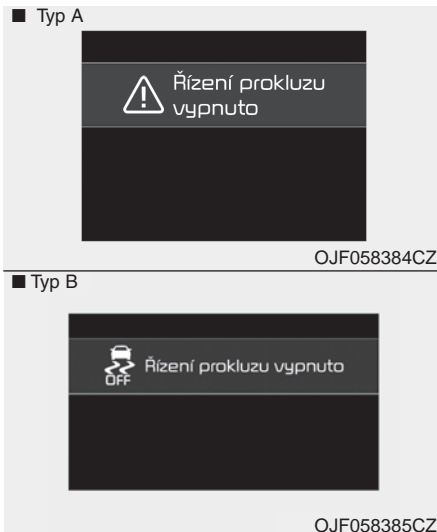 ■ Typ A
Řízení prokluzu
vypnuto
OJF058384CZ
■ Typ B
OFF
Řízení prokluzu vypnuto
OJF058385CZ